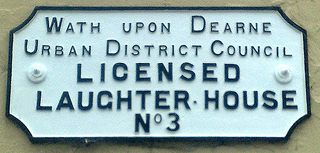 WATH UPON DEARNE
URBAN DISTRICT COUNCIL
LICENSED
LAUGHTER·HOUSE
No3